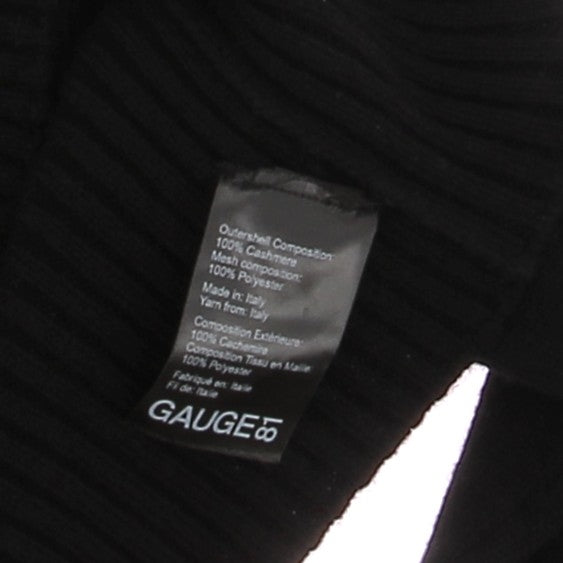 Outershell Composition:
100% Cashmere
Mesh composition:
100% Polyester
Made in: Italy
Yarn from: Italy
Composition Extérieure:
100% Cachemire
Composition Tissu en Maille
100% Polyester
Fabriqué en: Italie
Fil de: Italie
GAUGE81